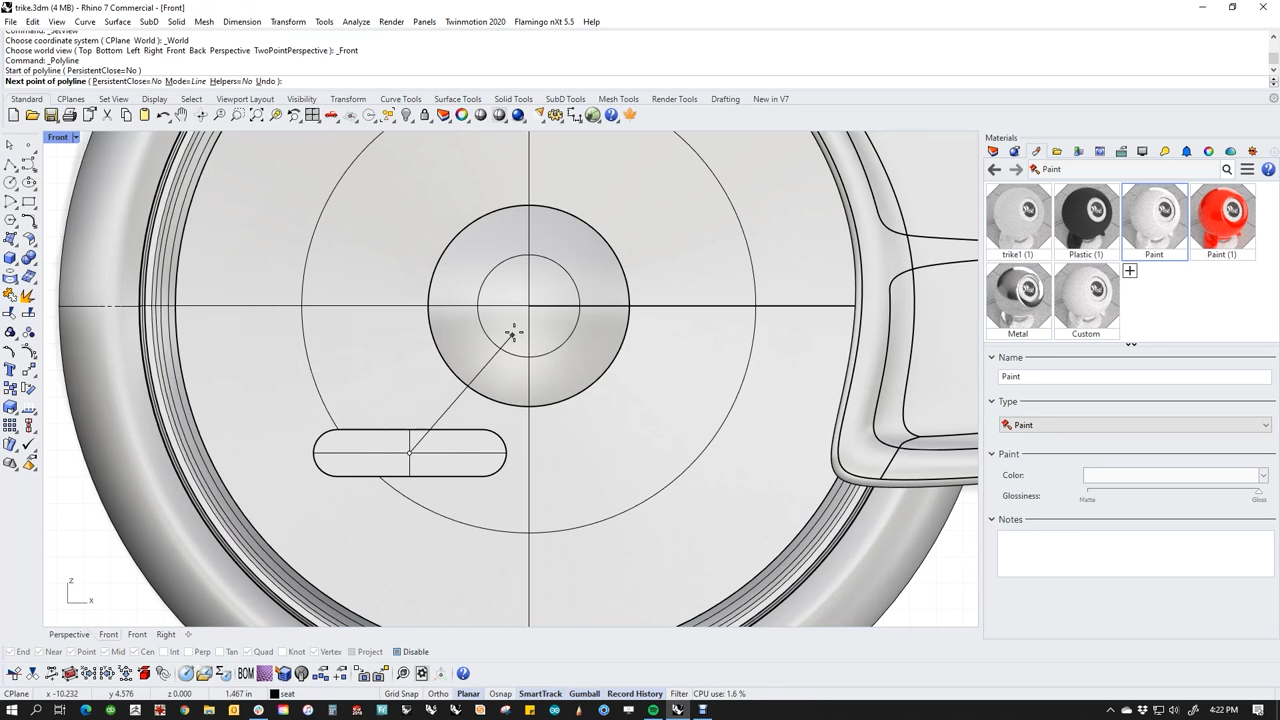 trike.3dm (4 MB) - Rhino 7 Commercial - [Front]
File Edit View Curve Surface SubD Solid Mesh Dimension Transform Tools Analyze Render Panels Twinmotion 2020 Flamingo nXt 5.5 Help
Command: _SetView
Choose coordinate system ( CPlane World ): _World
Choose world view ( Top Bottom Left Right Front Back Perspective TwoPointPerspective ): _Front
Command: _Polyline
Start of polyline ( PersistentClose=No )
Next point of polyline ( PersistentClose=No Mode=Line Helpers=No Undo ):
Standard CPlanes Set View Display Select Viewport Layout Visibility Transform Curve Tools Surface Tools Solid Tools SubD Tools Mesh Tools Render Tools Drafting New in V7
Front
Materials
Paint
trike1 (1) Plastic (1) Paint Paint (1)
Metal Custom
Name
Paint
Type
Paint
Paint
Color:
Glossiness: Matte Gloss
Notes
z
x
Perspective Front Front Right
End Near Point Mid Cen Int Perp Tan Quad Knot Vertex Project Disable
BOM
CPlane x -10.232 y 4.576 z 0.000 1.467 in seat Grid Snap Ortho Planar Osnap SmartTrack Gumball Record History Filter CPU use: 1.6 %
4:22 PM